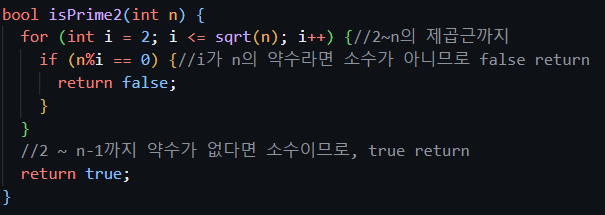 bool isPrime2(int n) {
for (int i = 2; i <= sqrt(n); i++) {//2~n의 제곱근까지
if (n%i == 0) {//i가 n의 약수라면 소수가 아니므로 false return
return false;
}
}
//2 ~ n-1까지 약수가 없다면 소수이므로, true return
return true;
}